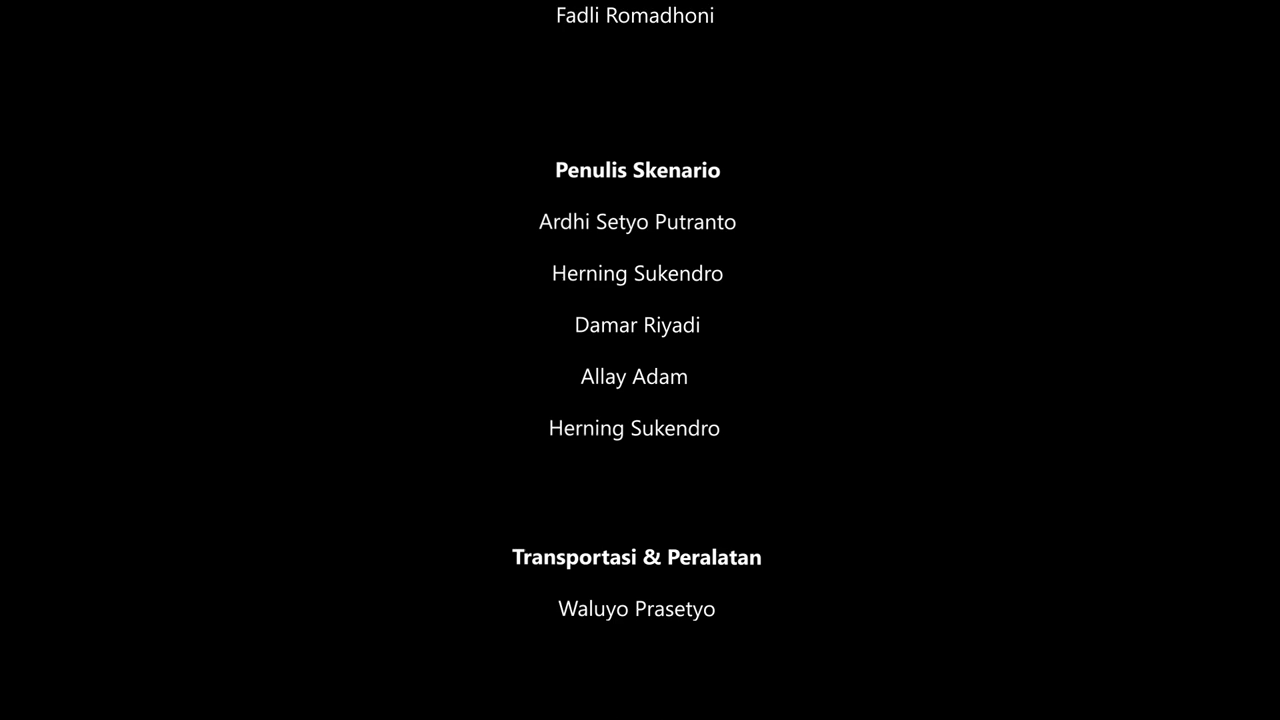 Fadli Romadhoni
Penulis Skenario
Ardhi Setyo Putranto
Herning Sukendro
Damar Riyadi
Allay Adam
Herning Sukendro
Transportasi & Peralatan
Waluyo Prasetyo